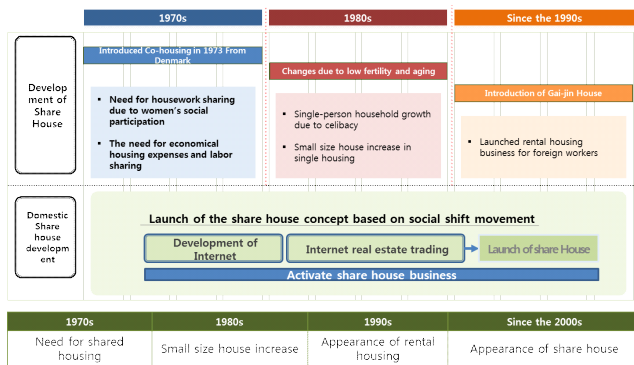 1970s
1980s
Since the 1990s
Develop
ment of
Share
House
Introduced Co-housing in 1973 From
Denmark
Changes due to low fertility and aging
Introduction of Gai-jin House
▪ Need for housework sharing
due to women's social
participation
▪ The need for economical
housing expenses and labor
sharing
▪ Single-person household growth
due to celibacy
▪ Small size house increase in
single housing
▪ Launched rental housing
business for foreign workers
Domestic
Share
house
developm
ent
Launch of the share house concept based on social shift movement
Development of
Internet
Internet real estate trading
Launch of share House
Activate share house business
1970s
1980s
1990s
Since the 2000s
Need for shared
housing
Small size house increase
Appearance of rental
housing
Appearance of share house